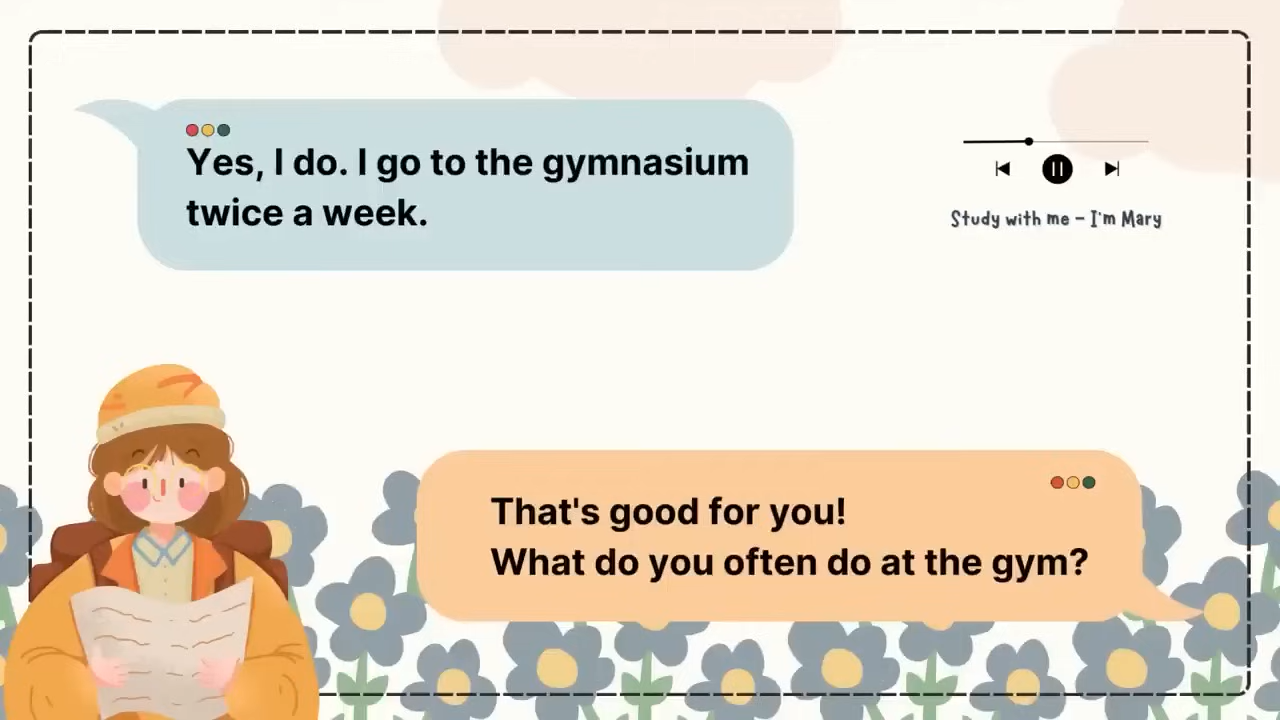 Yes, I do. I go to the gymnasium
twice a week.
Study with me - I'm Mary
That's good for you!
What do you often do at the gym?